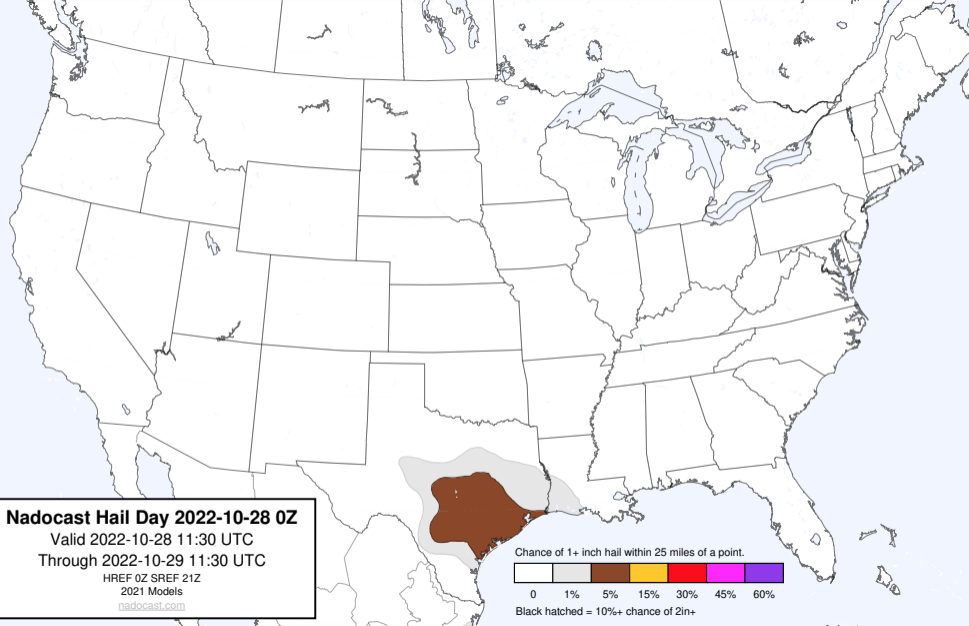 Nadocast Hail Day 2022-10-28 0Z
Valid 2022-10-28 11:30 UTC
Through 2022-10-29 11:30 UTC
HREF 0Z SREF 21Z
2021 Models
nadocast.com
Chance of 1+ inch hail within 25 miles of a point.
0 1% 5% 15% 30% 45% 60%
Black hatched = 10%+ chance of 2in+